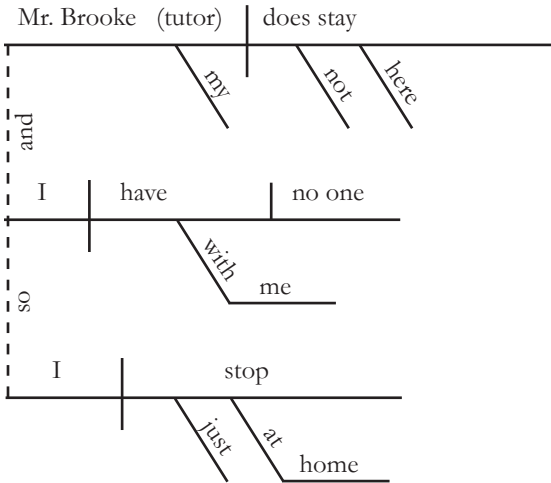 Mr. Brooke (tutor) does stay
my not here
and
I have no one
with me
so
I stop
just at home